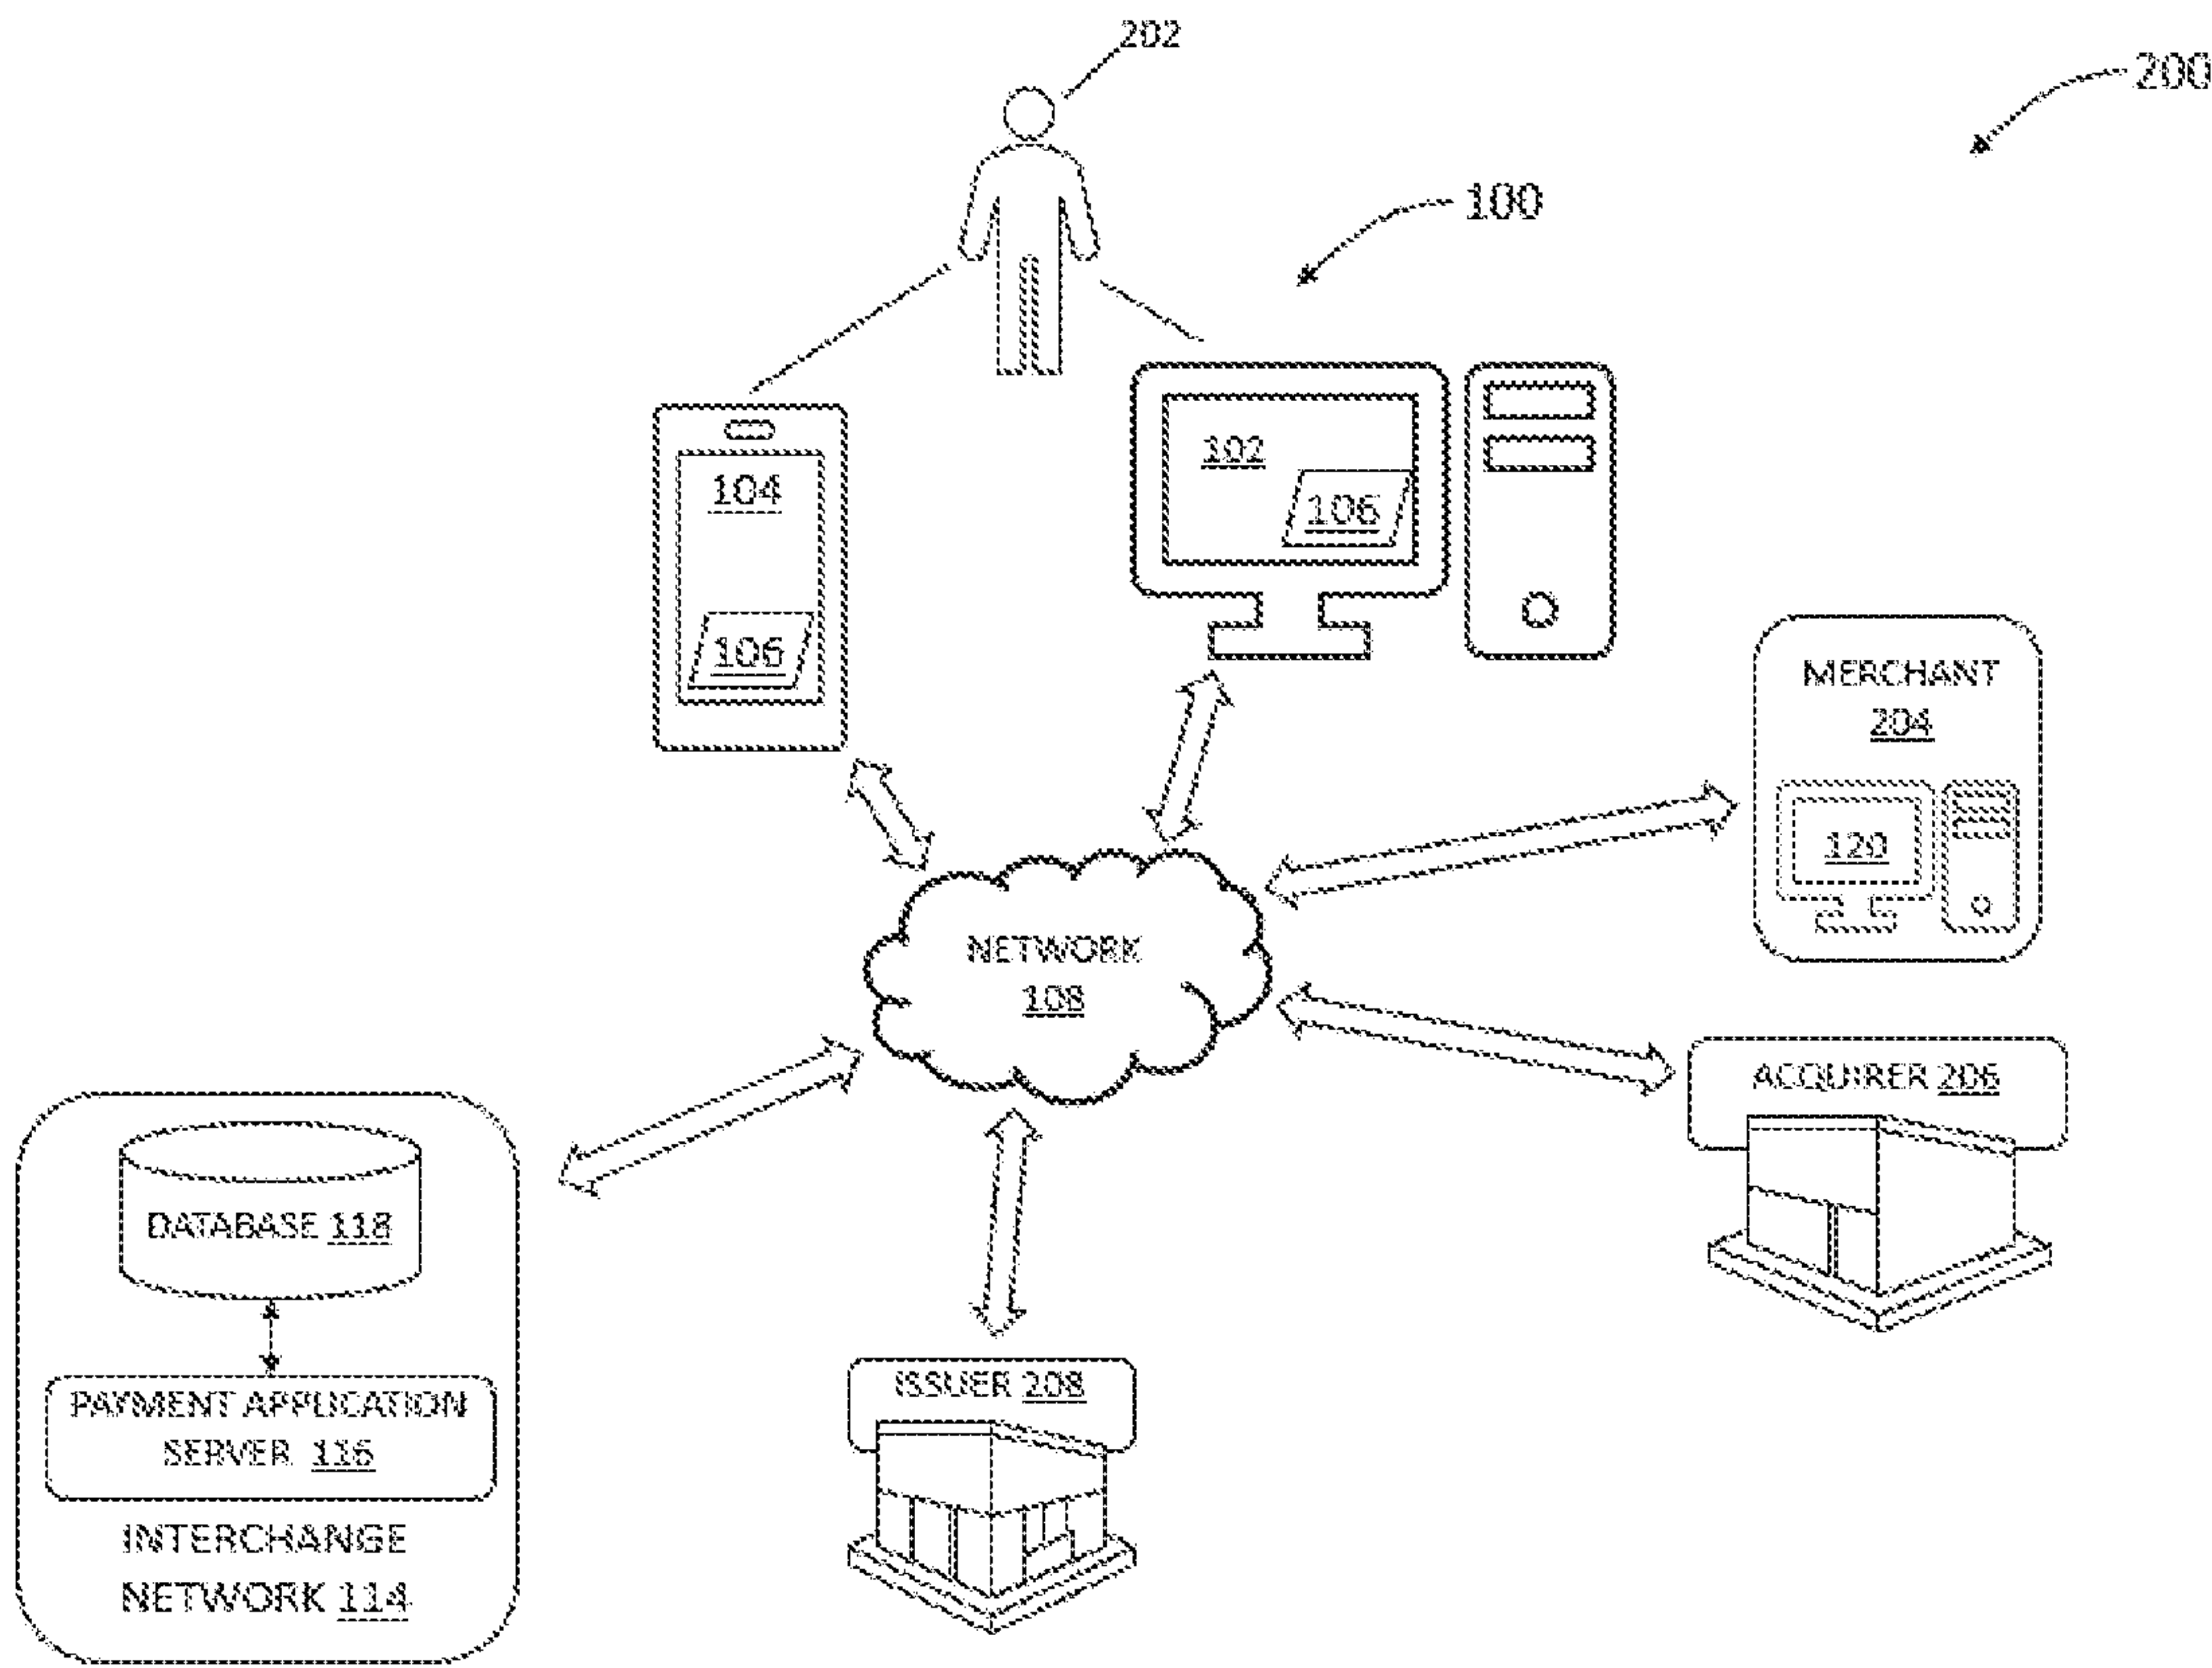 202
200
100
104
106
102
106
MERCHANT
204
120
NETWORK
108
ACQUIRER 206
DATABASE 118
PAYMENT APPLICATION
SERVER 116
INTERCHANGE
NETWORK 114
ISSUER 208